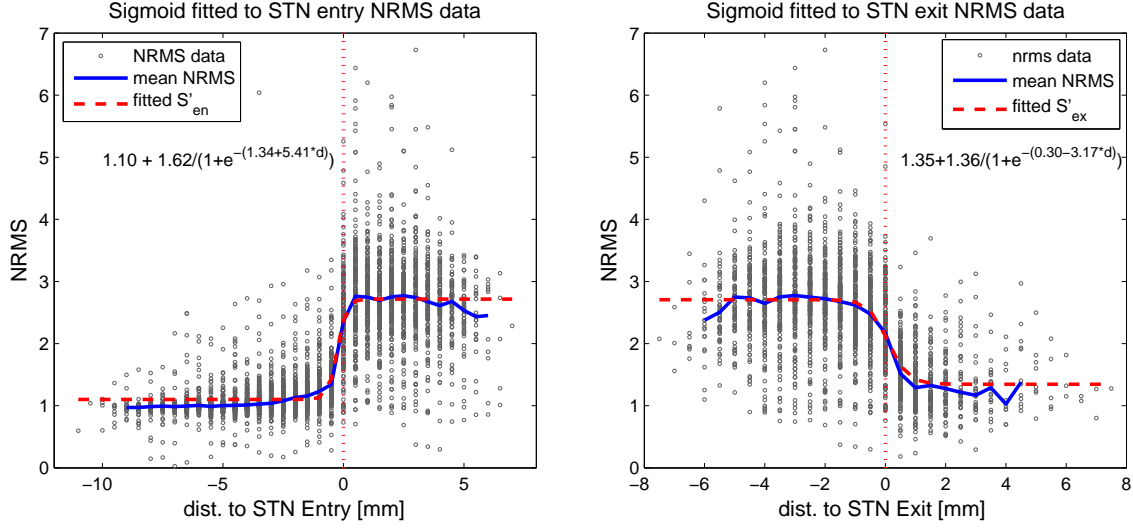 Sigmoid fitted to STN entry NRMS data
7
6
5
4
3
2
1
0
NRMS
NRMS data
mean NRMS
fitted S'en
1.10 + 1.62/(1+e−(1.34+5.41*d))
−10 −5 0 5
dist. to STN Entry [mm]
Sigmoid fitted to STN exit NRMS data
7
6
5
4
3
2
1
0
NRMS
nrms data
mean NRMS
fitted S'ex
1.35+1.36/(1+e−(0.30−3.17*d))
−8 −6 −4 −2 0 2 4 6 8
dist. to STN Exit [mm]